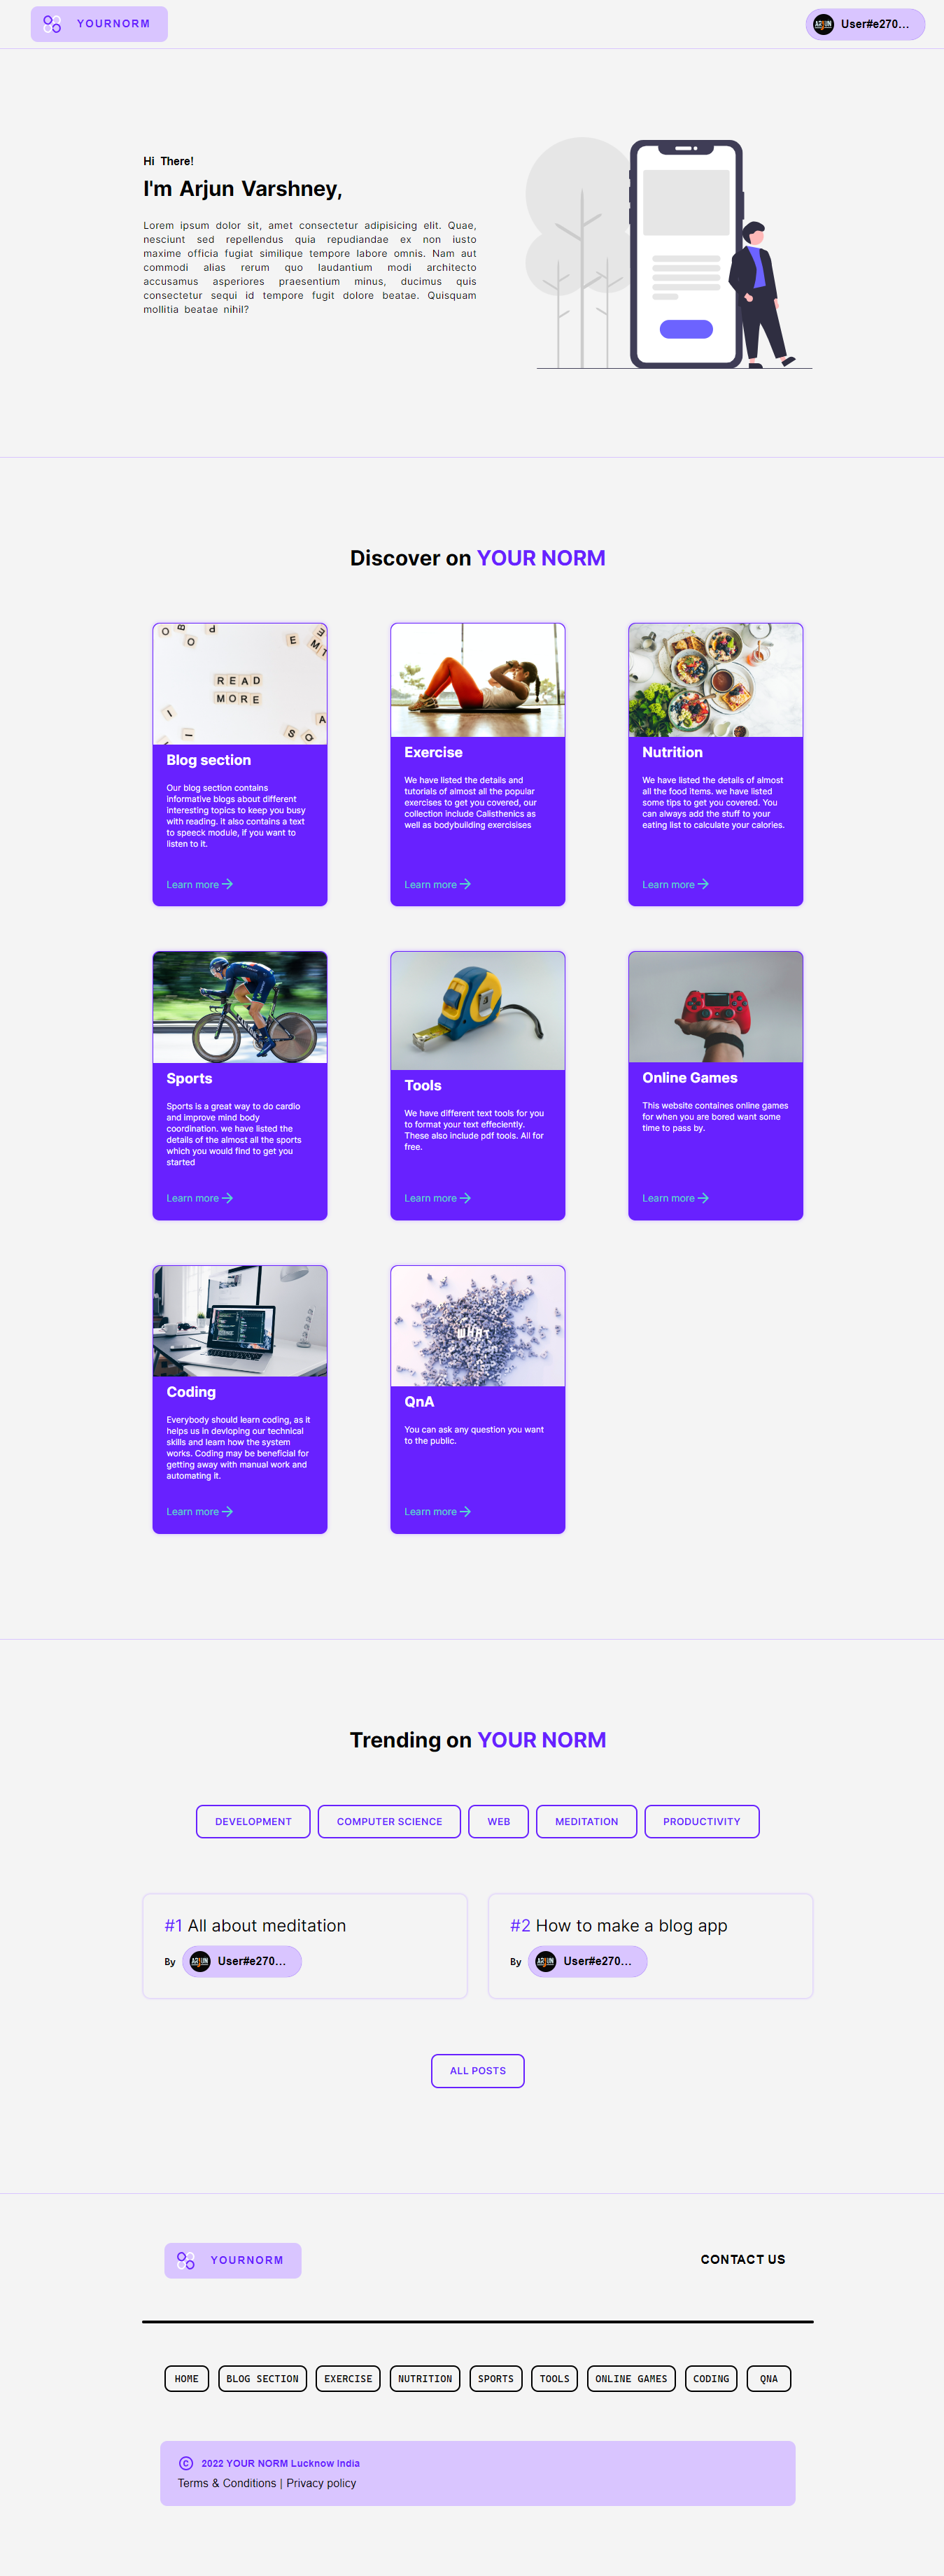 YOURNORM
User#e270...
Hi There!
I'm Arjun Varshney,
Lorem ipsum dolor sit, amet consectetur adipisicing elit. Quae,
nesciunt sed repellendus quia repudiandae ex non iusto
maxime officia fugiat similique tempore labore omnis. Nam aut
commodi alias rerum quo laudantium modi architecto
accusamus asperiores praesentium minus, ducimus quis
consectetur sequi id tempore fugit dolore beatae. Quisquam
mollitia beatae nihil?
Discover on YOUR NORM
READ
MORE
Blog section
Our blog section contains
informative blogs about different
interesting topics to keep you busy
with reading. it also contains a text
to speeck module, if you want to
listen to it.
Learn more
Exercise
We have listed the details and
tutorials of almost all the popular
exercises to get you covered, our
collection include Calisthenics as
well as bodybuilding exercisises
Learn more
Nutrition
We have listed the details of almost
all the food items. we have listed
some tips to get you covered. You
can always add the stuff to your
eating list to calculate your calories.
Learn more
Sports
Sports is a great way to do cardio
and improve mind body
coordination. we have listed the
details of the almost all the sports
which you would find to get you
started
Learn more
Tools
We have different text tools for you
to format your text effeciently.
These also include pdf tools. All for
free.
Learn more
Online Games
This website containes online games
for when you are bored want some
time to pass by.
Learn more
Coding
Everybody should learn coding, as it
helps us in devloping our technical
skills and learn how the system
works. Coding may be beneficial for
getting away with manual work and
automating it.
Learn more
WHAT
QnA
You can ask any question you want
to the public.
Learn more
Trending on YOUR NORM
DEVELOPMENT
COMPUTER SCIENCE
WEB
MEDITATION
PRODUCTIVITY
#1 All about meditation
By User#e270...
#2 How to make a blog app
By User#e270...
ALL POSTS
YOURNORM
CONTACT US
HOME
BLOG SECTION
EXERCISE
NUTRITION
SPORTS
TOOLS
ONLINE GAMES
CODING
QNA
© 2022 YOUR NORM Lucknow India
Terms & Conditions | Privacy policy